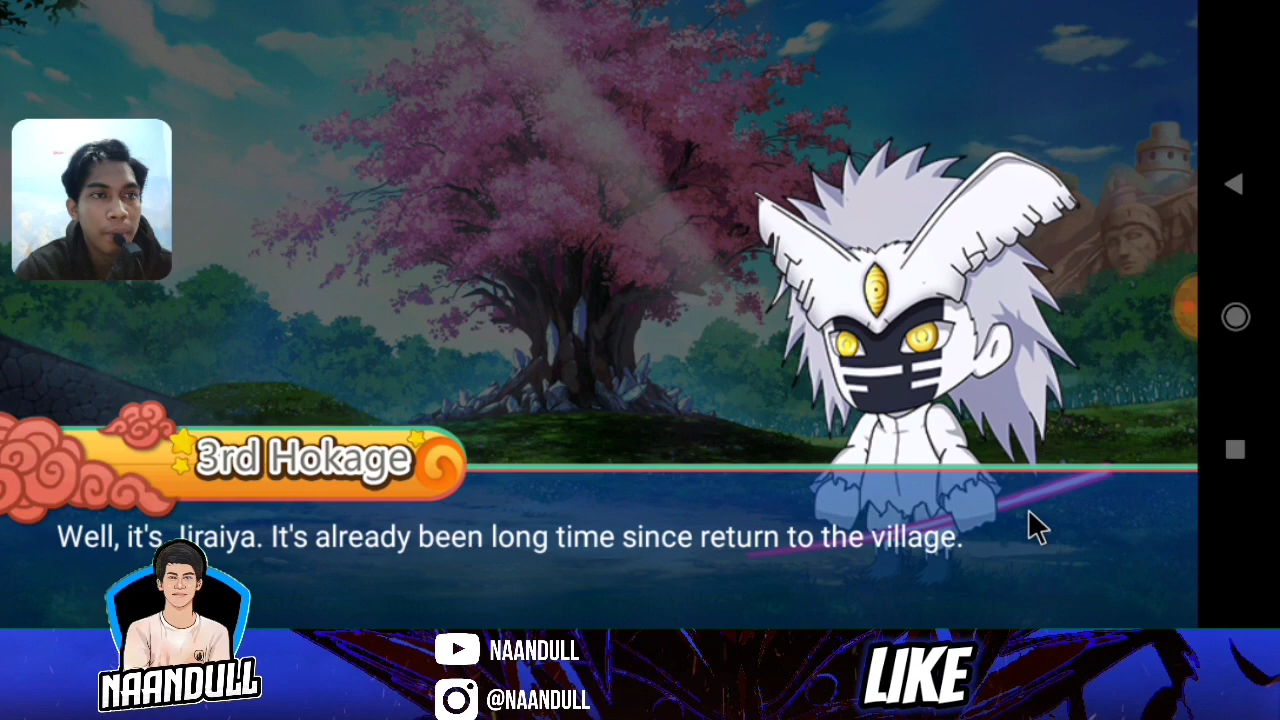 3rd Hokage
Well, it's Jiraiya. It's already been long time since return to the village.
NAANDULL
NAANDULL
@NAANDULL
LIKE